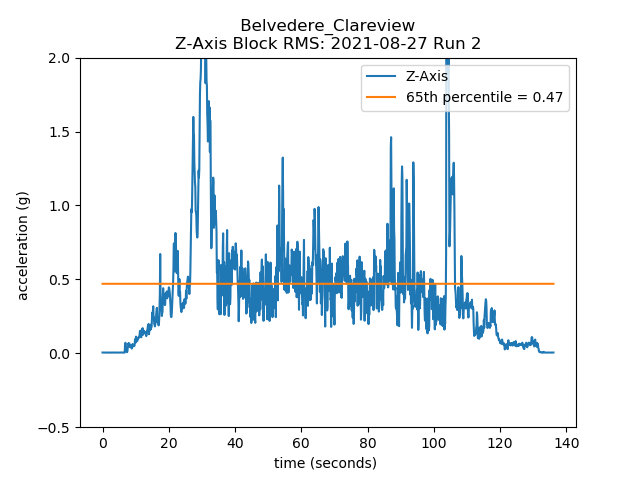 Belvedere_Clareview
Z-Axis Block RMS: 2021-08-27 Run 2
Z-Axis
65th percentile = 0.47
2.0
1.5
1.0
0.5
0.0
−0.5
acceleration (g)
0 20 40 60 80 100 120 140
time (seconds)